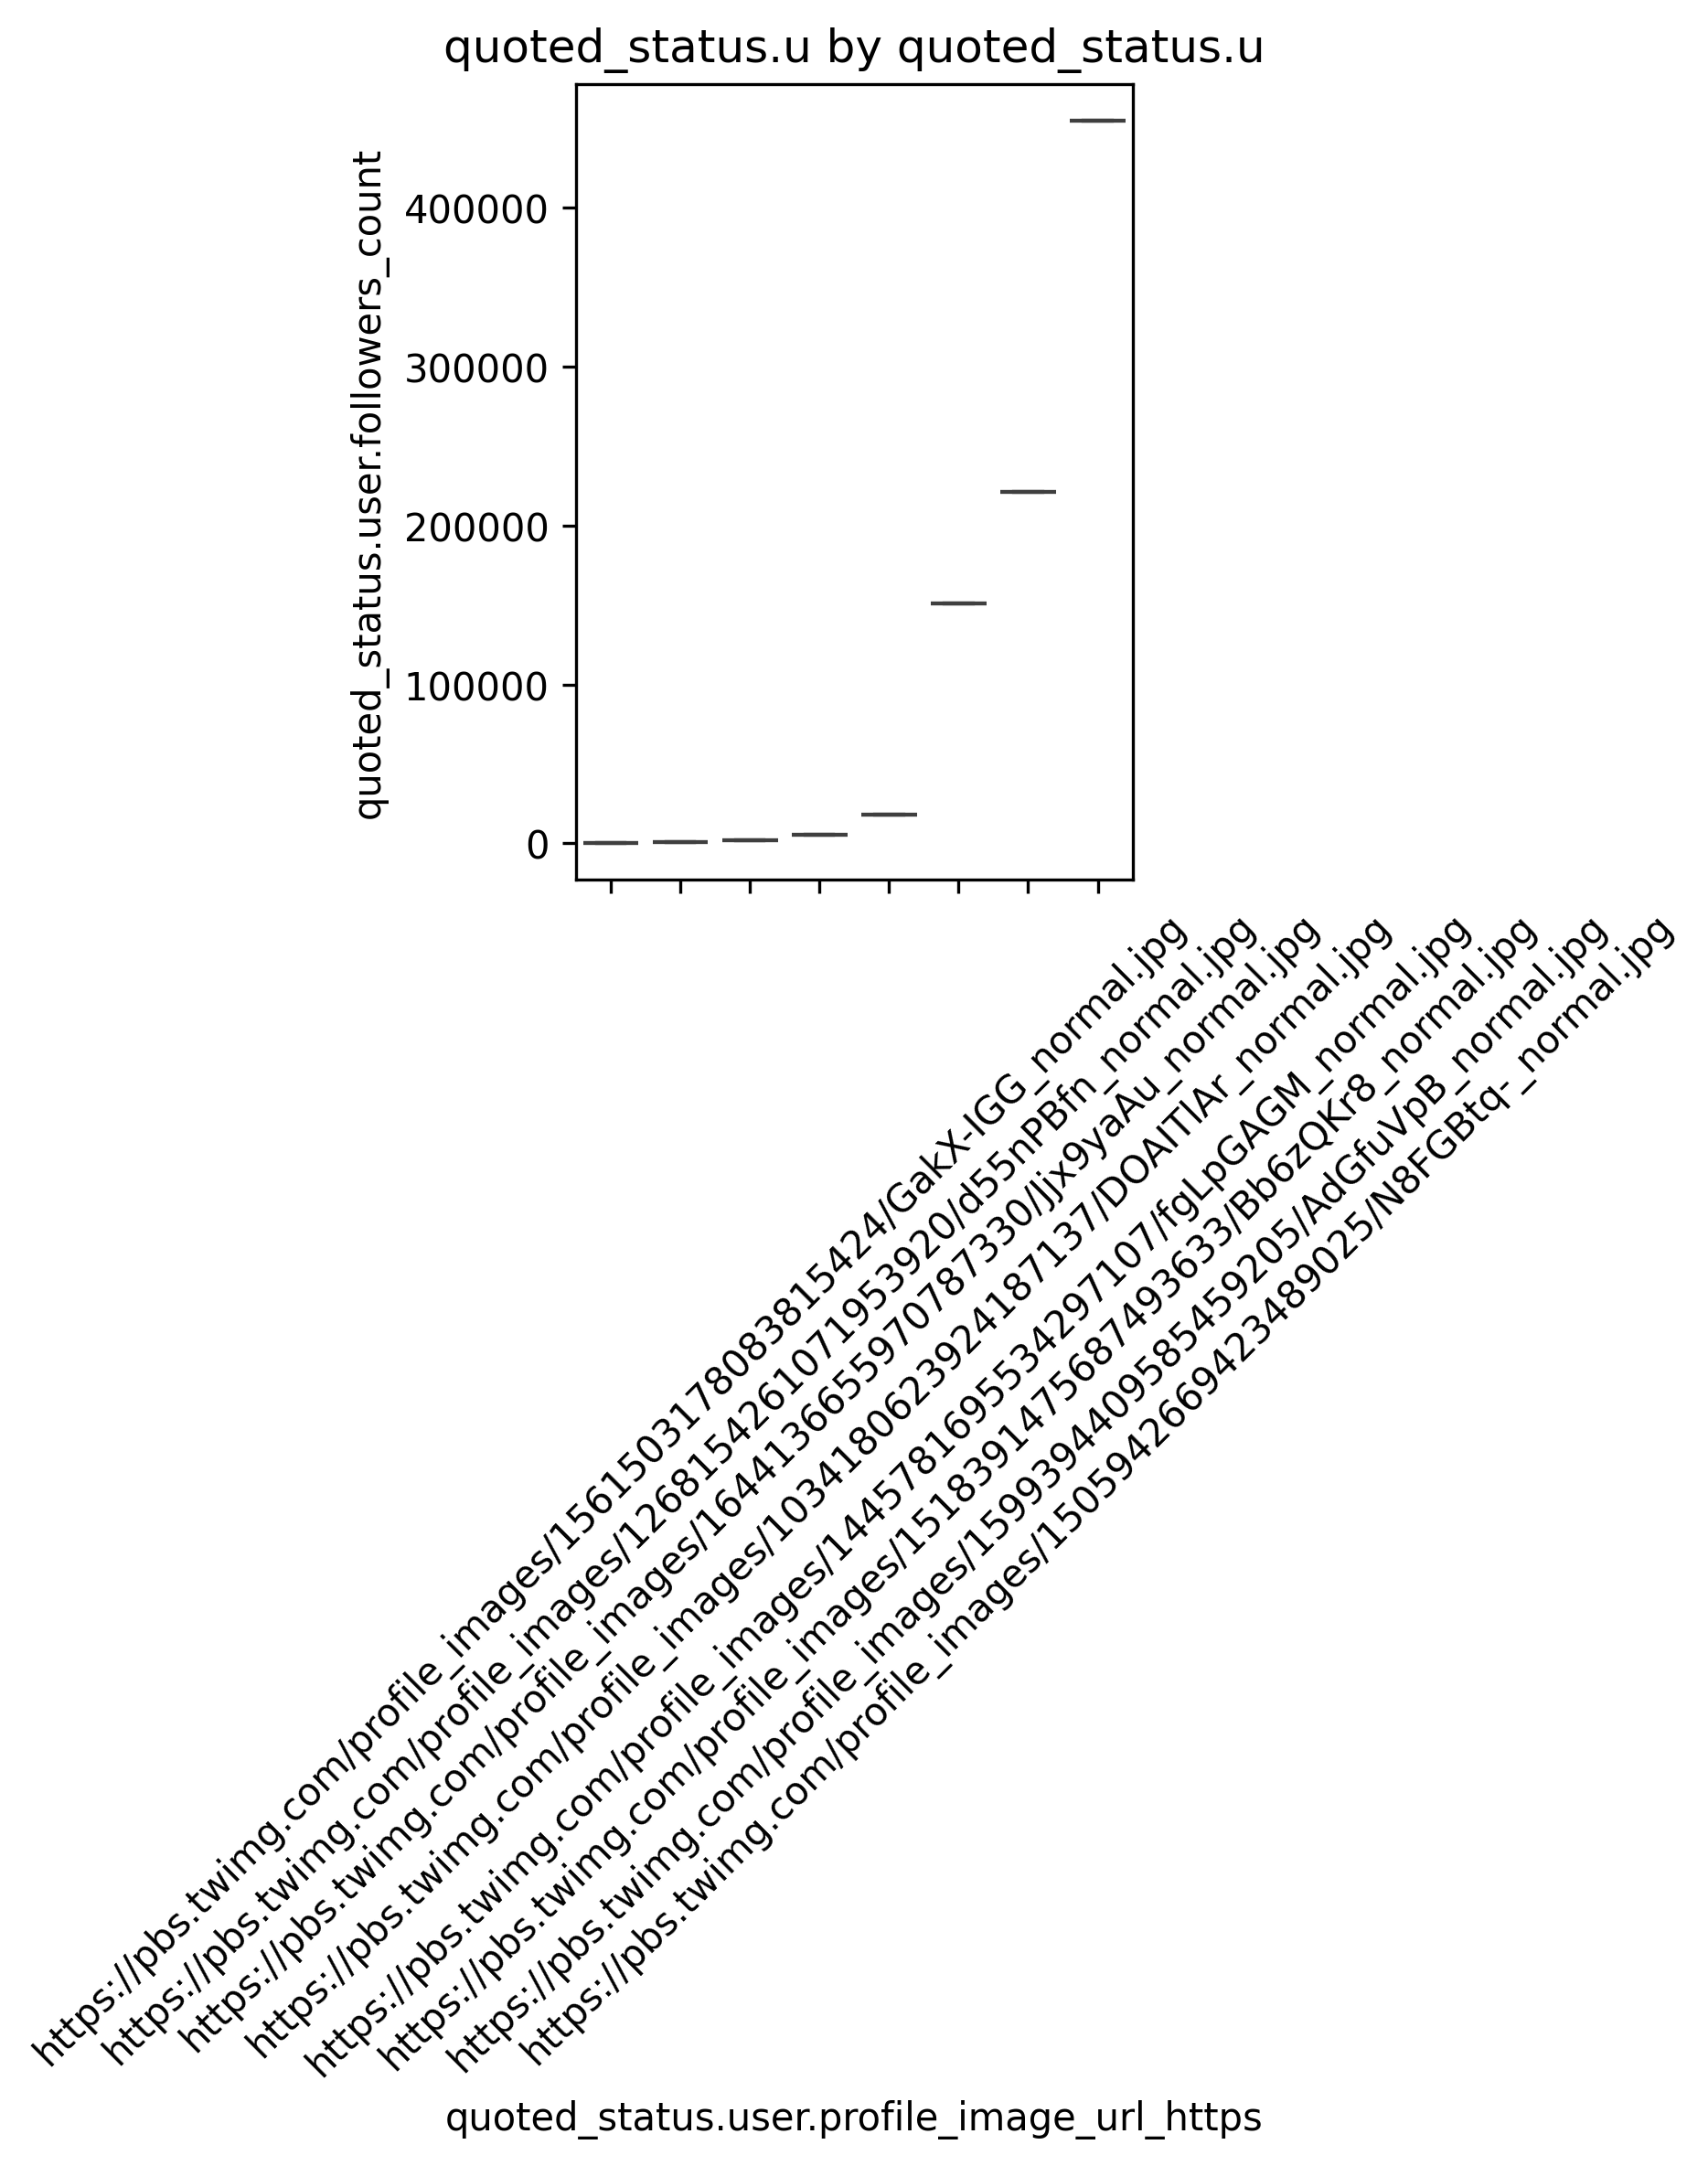 quoted_status.u by quoted_status.u
quoted_status.user.followers_count
400000
300000
200000
100000
0
https://pbs.twimg.com/profile_images/1561503178083815424/GakX-IGG_normal.jpg
https://pbs.twimg.com/profile_images/1268154261071953920/d55nPBfn_normal.jpg
https://pbs.twimg.com/profile_images/1644136655970787330/Jjx9yaAu_normal.jpg
https://pbs.twimg.com/profile_images/1034180623924187137/DOAITlAr_normal.jpg
https://pbs.twimg.com/profile_images/1445781695534297107/fgLpGAGM_normal.jpg
https://pbs.twimg.com/profile_images/1518391475687493633/Bb6zQKr8_normal.jpg
https://pbs.twimg.com/profile_images/1599394409585459205/AdGfuVpB_normal.jpg
https://pbs.twimg.com/profile_images/1505942669423489025/N8FGBtq-_normal.jpg
quoted_status.user.profile_image_url_https